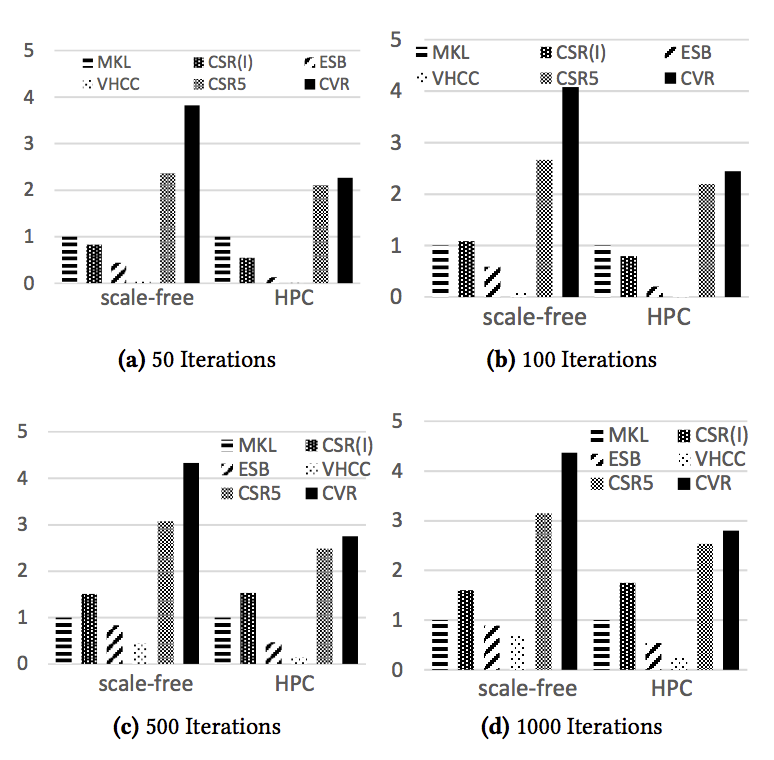 5
4
3
2
1
0
MKL CSR(I) ESB
VHCC CSR5 CVR
scale-free HPC
(a) 50 Iterations
5
4
3
2
1
0
MKL CSR(I) ESB
VHCC CSR5 CVR
scale-free HPC
(b) 100 Iterations
5
4
3
2
1
0
MKL CSR(I)
ESB VHCC
CSR5 CVR
scale-free HPC
(c) 500 Iterations
5
4
3
2
1
0
MKL CSR(I)
ESB VHCC
CSR5 CVR
scale-free HPC
(d) 1000 Iterations